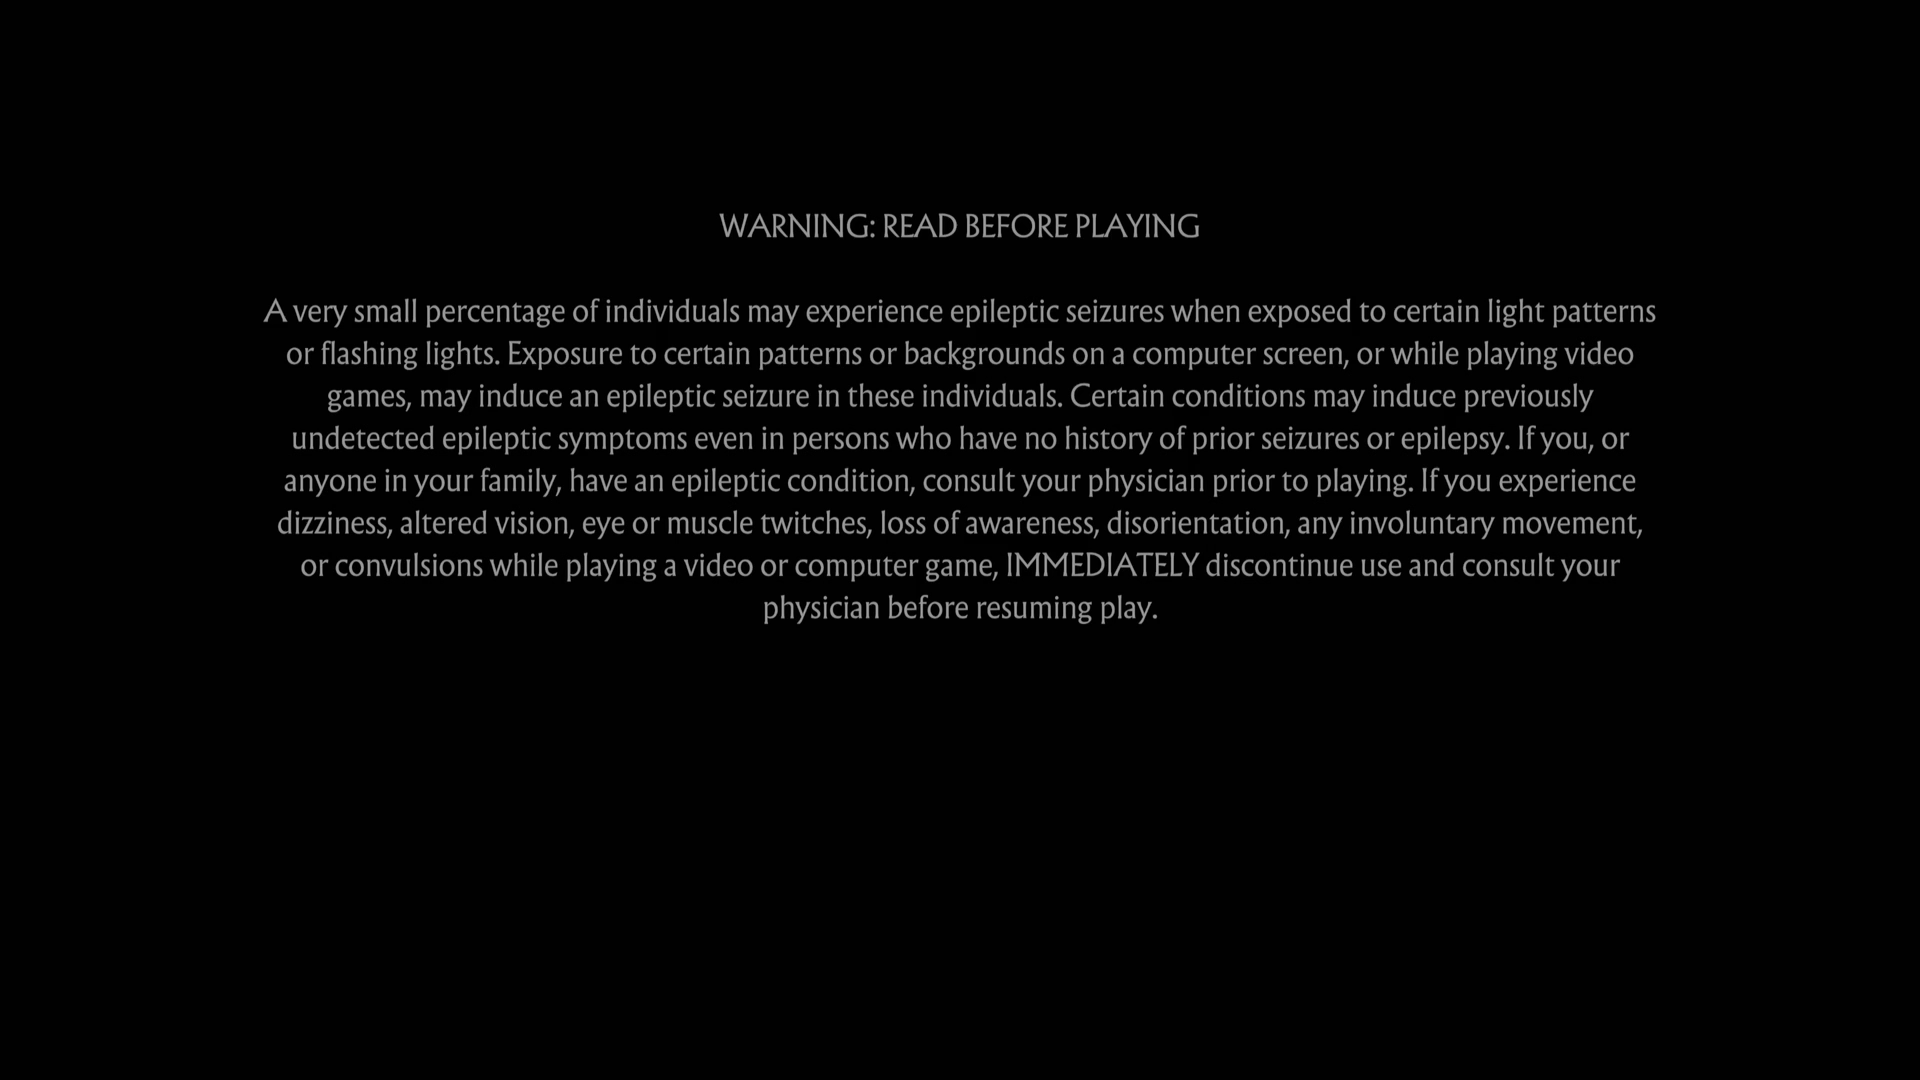 WARNING: READ BEFORE PLAYING
A very small percentage of individuals may experience epileptic seizures when exposed to certain light patterns
or flashing lights. Exposure to certain patterns or backgrounds on a computer screen, or while playing video
games, may induce an epileptic seizure in these individuals. Certain conditions may induce previously
undetected epileptic symptoms even in persons who have no history of prior seizures or epilepsy. If you, or
anyone in your family, have an epileptic condition, consult your physician prior to playing. If you experience
dizziness, altered vision, eye or muscle twitches, loss of awareness, disorientation, any involuntary movement,
or convulsions while playing a video or computer game, IMMEDIATELY discontinue use and consult your
physician before resuming play.